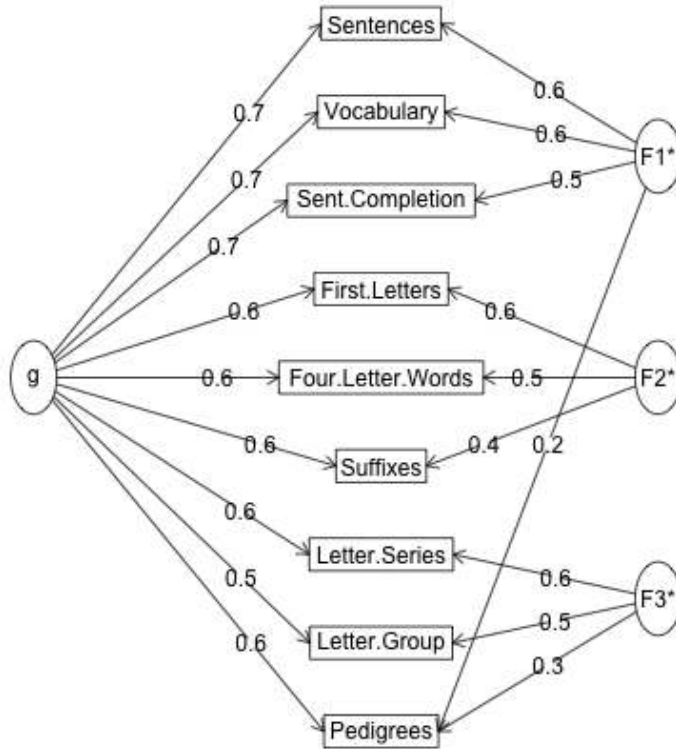 Sentences
0.6
0.7
Vocabulary
0.6
F1*
0.7
0.5
Sent.Completion
0.7
First.Letters
0.6
0.6
g
0.6
Four.Letter.Words
0.5
F2*
0.6
Suffixes
0.4
0.2
0.6
Letter.Series
0.6
F3*
0.5
0.5
Letter.Group
0.6
0.3
Pedigrees